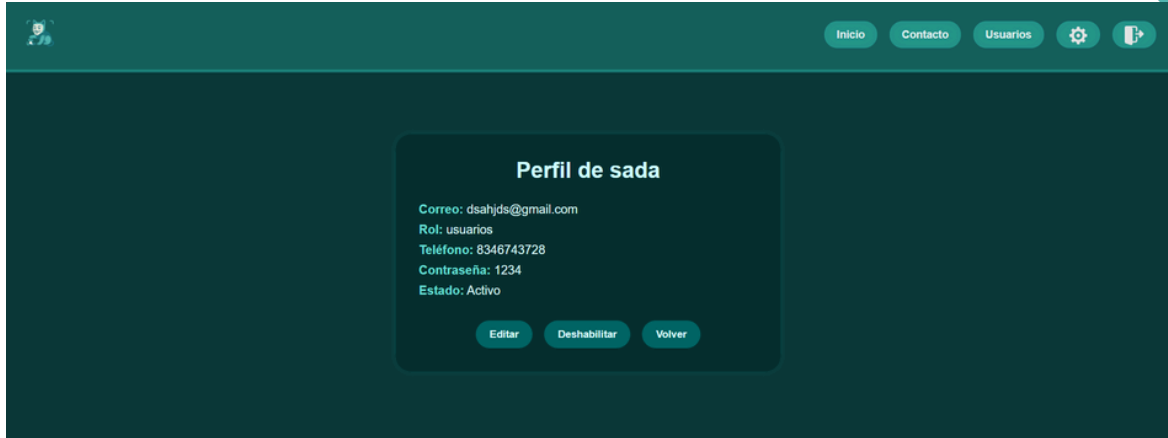 Inicio Contacto Usuarios
Perfil de sada
Correo: dsahjds@gmail.com
Rol: usuarios
Teléfono: 8346743728
Contraseña: 1234
Estado: Activo
Editar Deshabilitar Volver